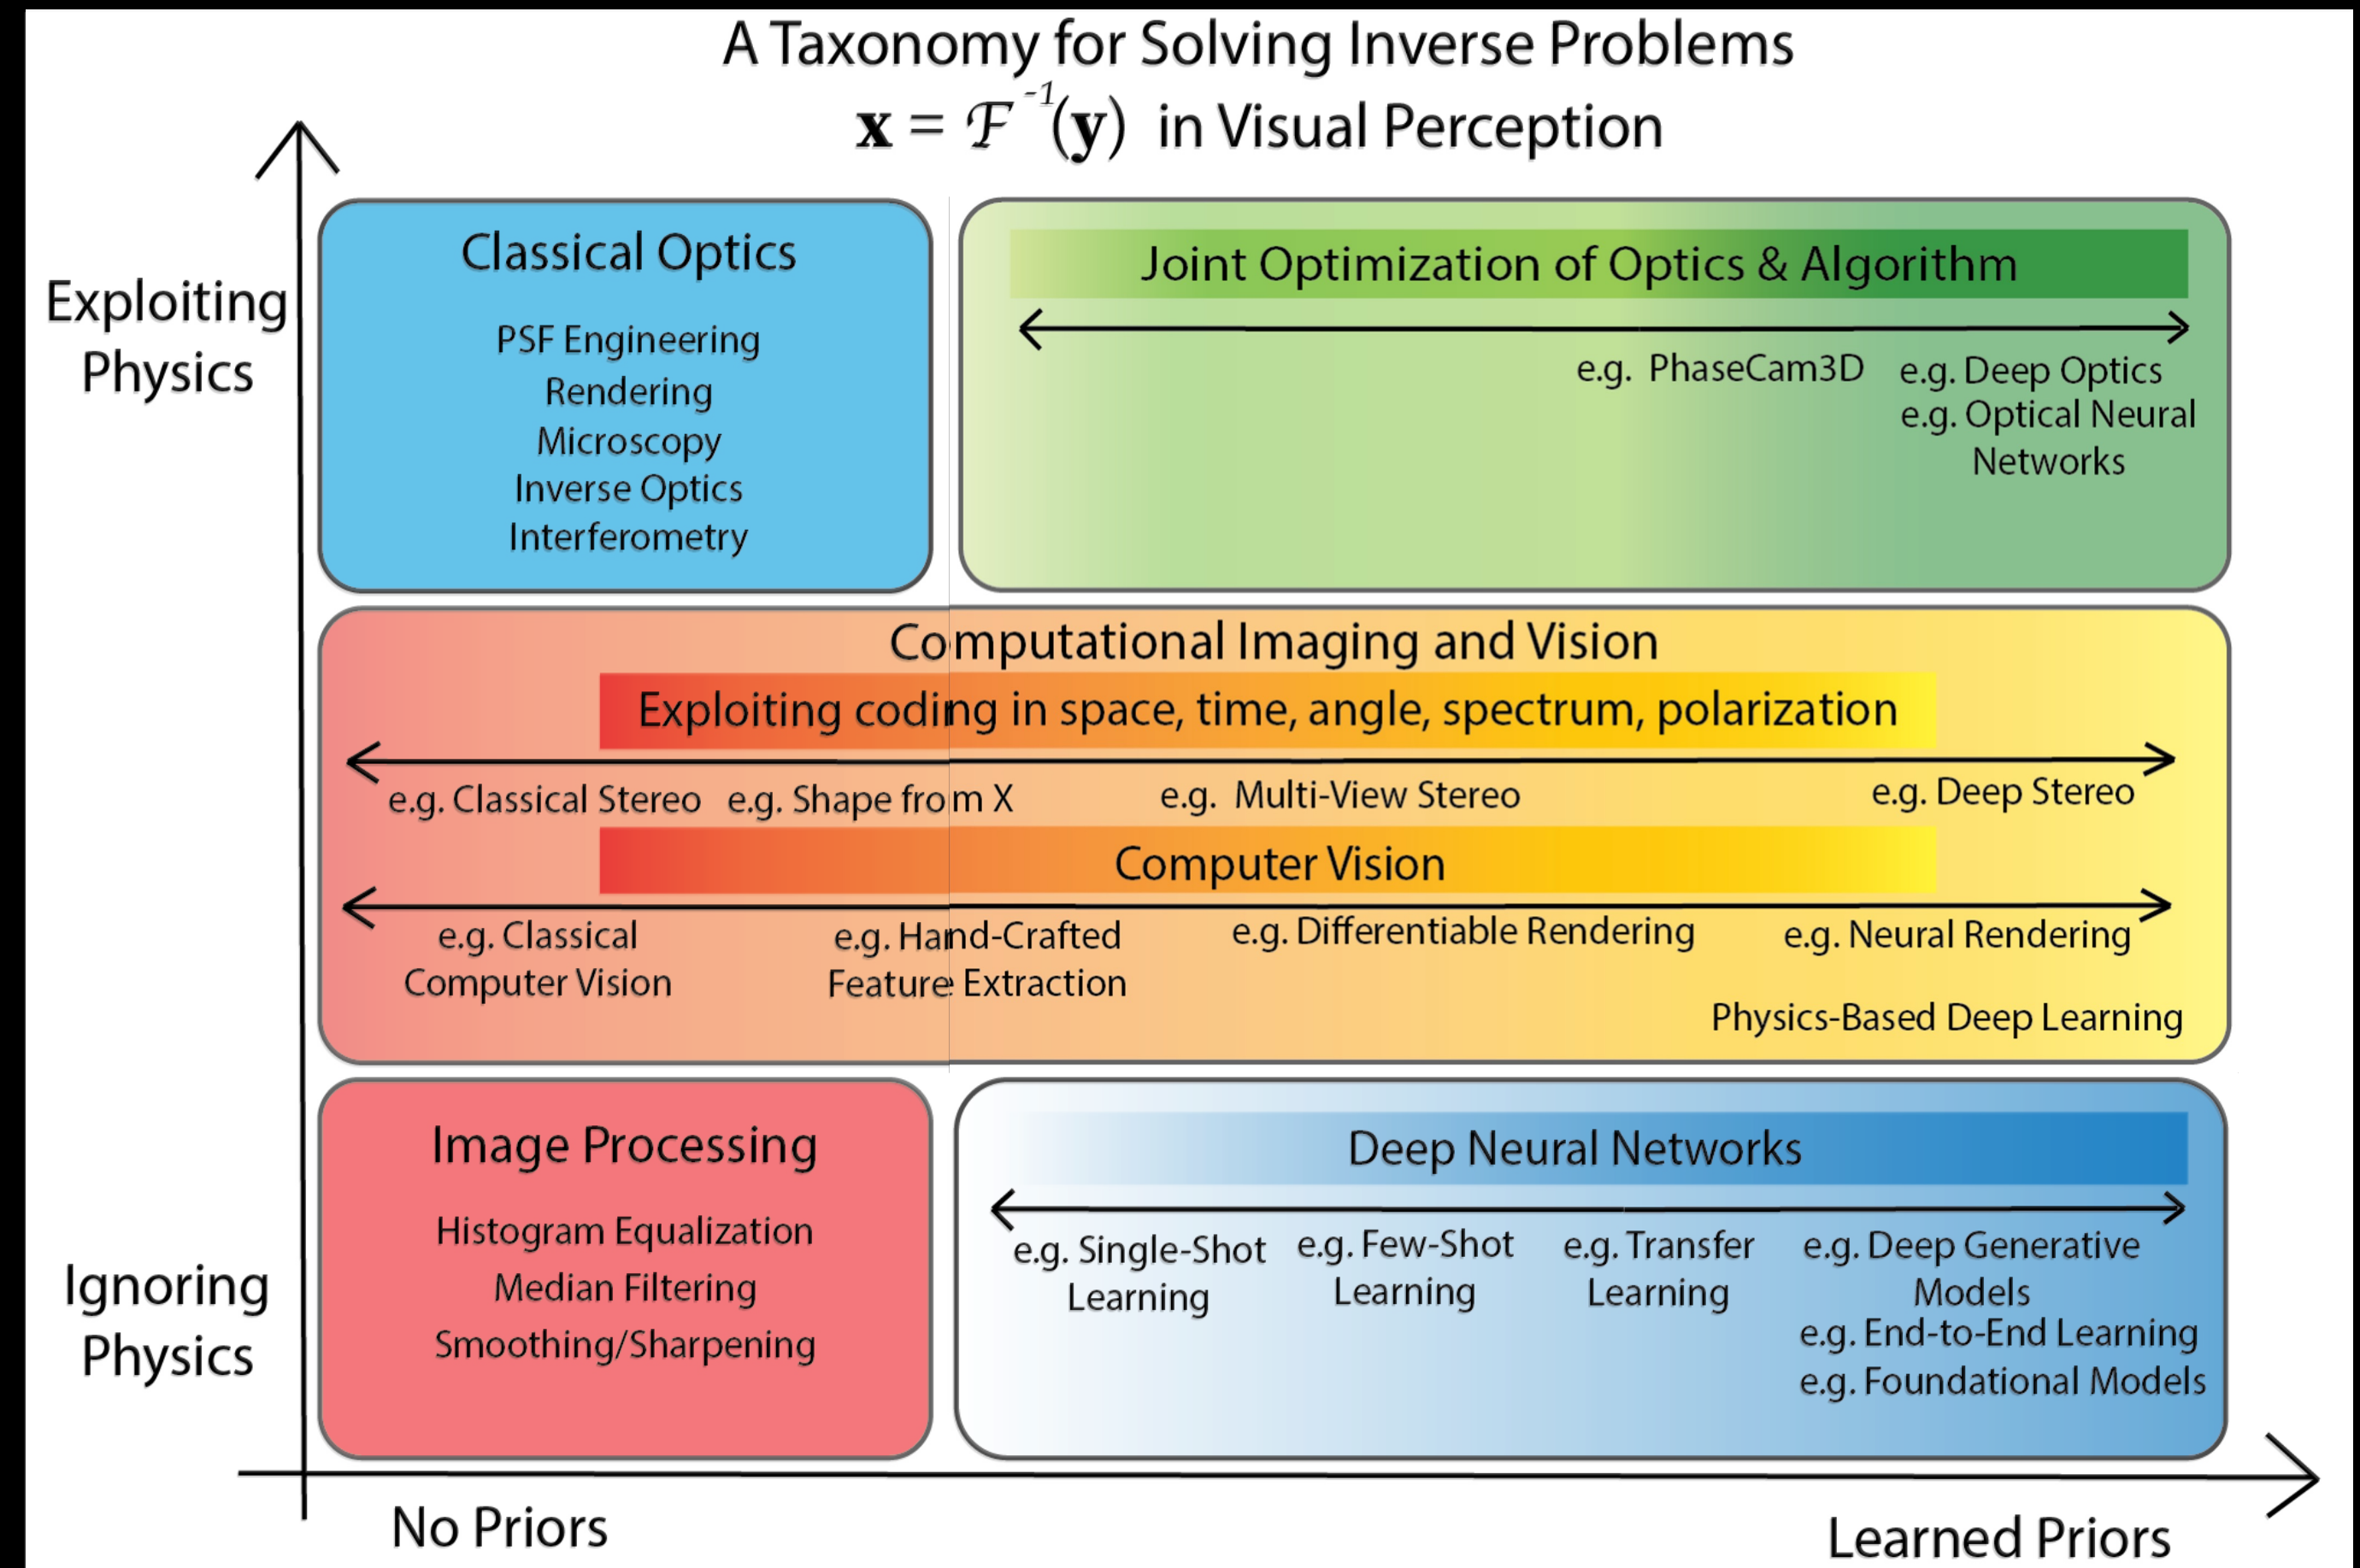 A Taxonomy for Solving Inverse Problems
x = ℱ⁻¹(y) in Visual Perception
Exploiting
Physics
Classical Optics
PSF Engineering
Rendering
Microscopy
Inverse Optics
Interferometry
Joint Optimization of Optics & Algorithm
e.g. PhaseCam3D
e.g. Deep Optics
e.g. Optical Neural
Networks
Computational Imaging and Vision
Exploiting coding in space, time, angle, spectrum, polarization
e.g. Classical Stereo
e.g. Shape from X
e.g. Multi-View Stereo
e.g. Deep Stereo
Computer Vision
e.g. Classical
Computer Vision
e.g. Hand-Crafted
Feature Extraction
e.g. Differentiable Rendering
e.g. Neural Rendering
Physics-Based Deep Learning
Ignoring
Physics
Image Processing
Histogram Equalization
Median Filtering
Smoothing/Sharpening
Deep Neural Networks
e.g. Single-Shot
Learning
e.g. Few-Shot
Learning
e.g. Transfer
Learning
e.g. Deep Generative
Models
e.g. End-to-End Learning
e.g. Foundational Models
No Priors
Learned Priors